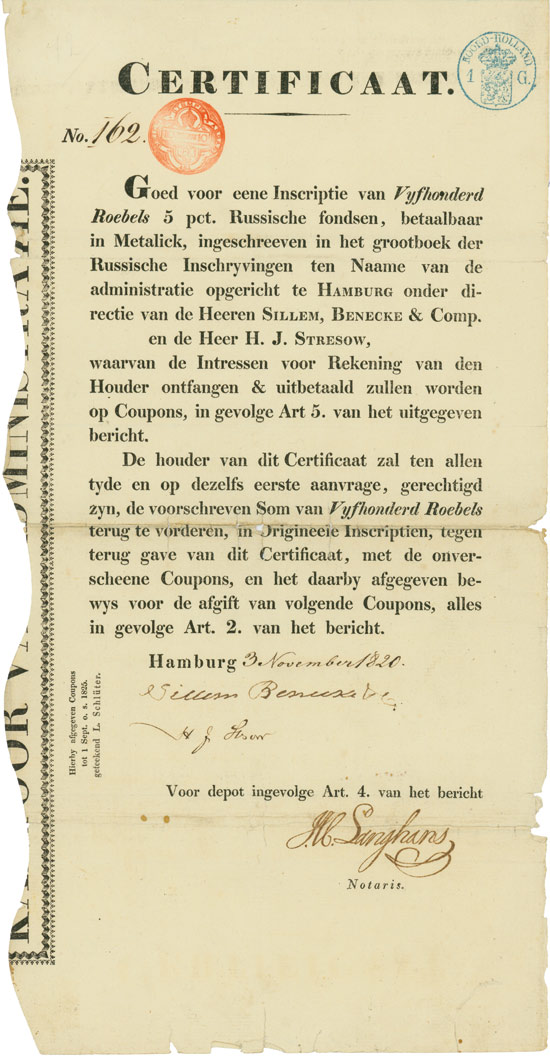 NOORD-HOLLAND
1 G.
CERTIFICAAT.
No. 162.
Goed voor eene Inscriptie van Vyfhonderd
Roebels 5 pct. Russische fondsen, betaalbaar
in Metalick, ingeschreeven in het grootboek der
Russische Inschryvingen ten Naame van de
administratie opgericht te HAMBURG onder di-
rectie van de Heeren SILLEM, BENECKE & Comp.
en de Heer H. J. STRESOW,
waarvan de Intressen voor Rekening van den
Houder ontfangen & uitbetaald zullen worden
op Coupons, in gevolge Art 5. van het uitgegeven
bericht.
De houder van dit Certificaat zal ten allen
tyde en op dezelfs eerste aanvrage, gerechtigd
zyn, de voorschreven Som van Vyfhonderd Roebels
terug te vorderen, in Origineele Inscriptien, tegen
terug gave van dit Certificaat, met de onver-
scheene Coupons, en het daarby afgegeven be-
wys voor de afgift van volgende Coupons, alles
in gevolge Art. 2. van het bericht.
Hamburg 3 November 1820.
Sillem Benecke &c
H J Stresow
Hierby afgegeven Coupons
tot 1 Sept. o. s. 1825.
geteekend L. Schlüter.
Voor depot ingevolge Art. 4. van het bericht
Langhans
Notaris.